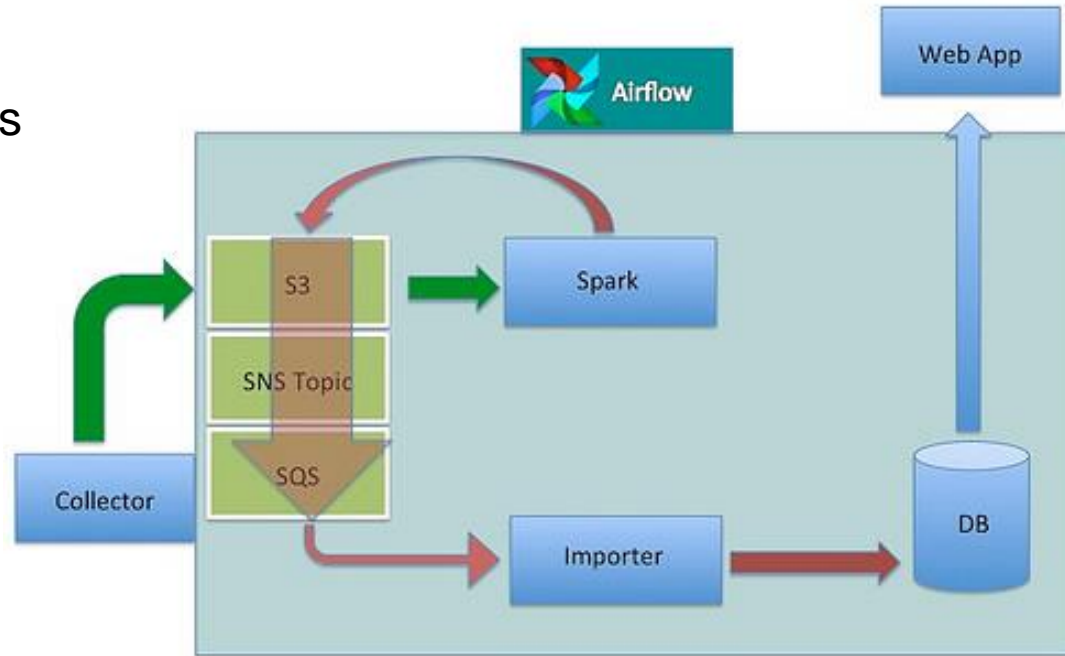 Web App
Airflow
s
S3
Spark
SNS Topic
SQS
Collector
Importer
DB